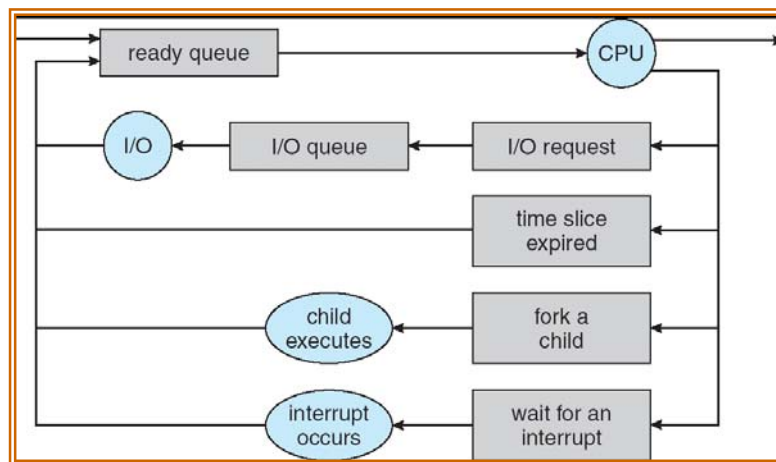 ready queue
CPU
I/O
I/O queue
I/O request
time slice
expired
child
executes
fork a
child
interrupt
occurs
wait for an
interrupt